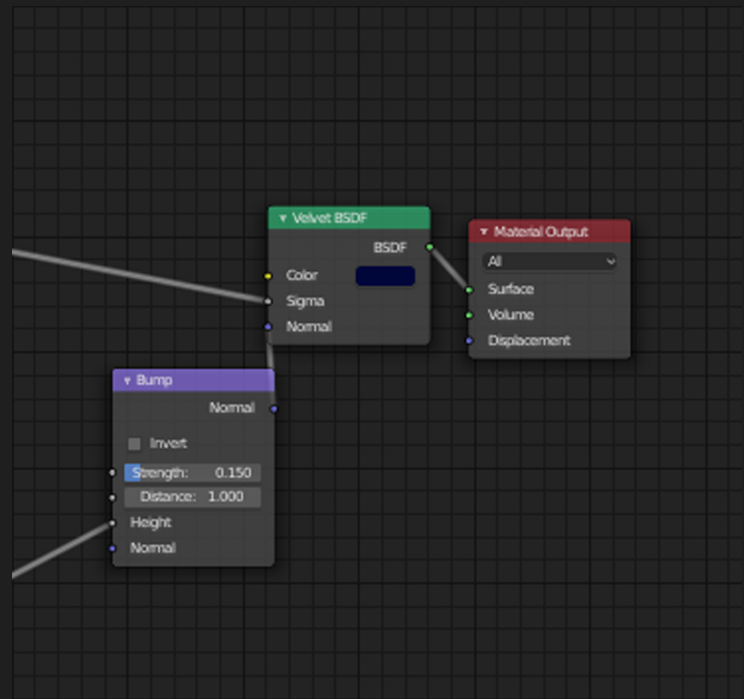 Velvet BSDF
BSDF
Color
Sigma
Normal
Material Output
All
Surface
Volume
Displacement
Bump
Normal
Invert
Strength: 0.150
Distance: 1.000
Height
Normal